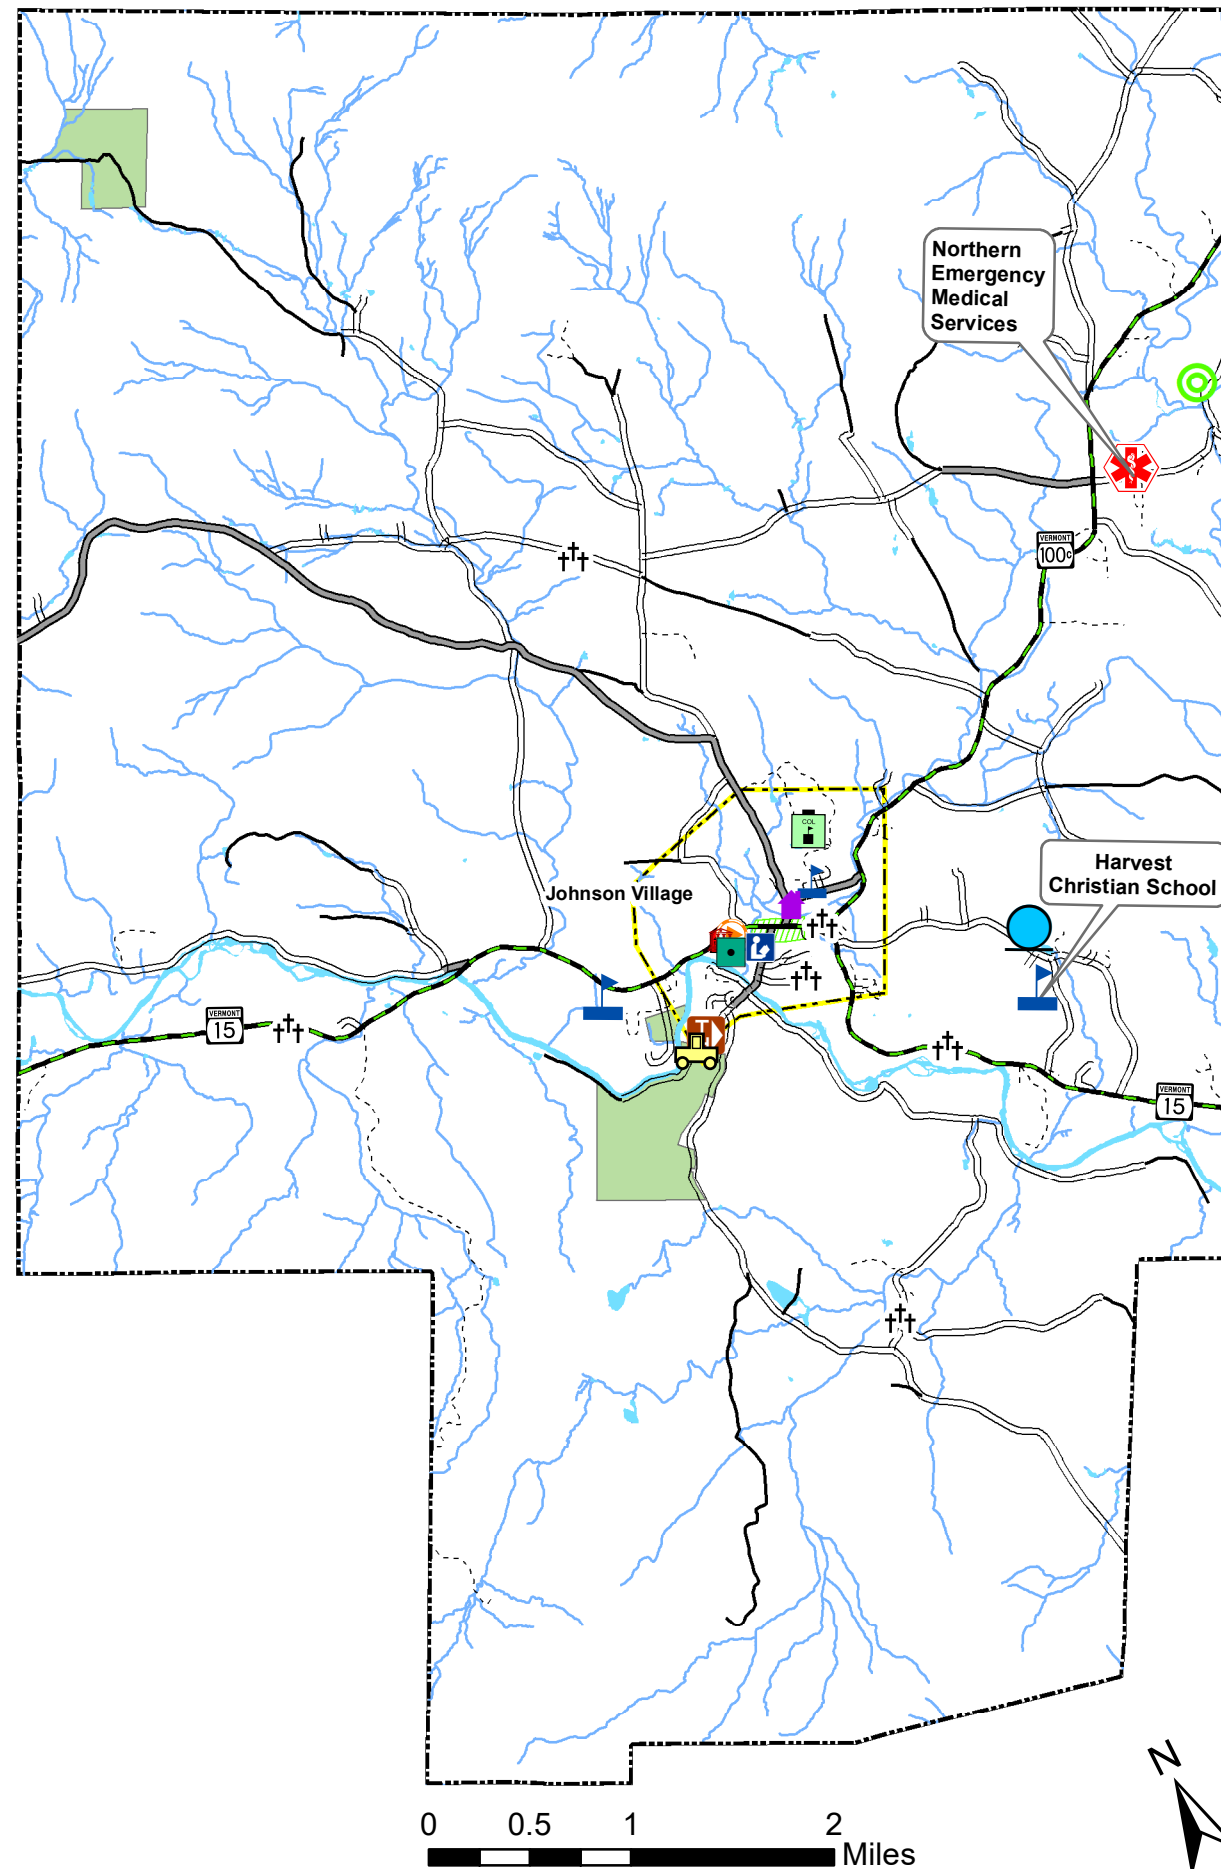 Northern
Emergency
Medical
Services
VERMONT
100c
COL
Harvest
Christian School
Johnson Village
VERMONT
15
VERMONT
15
N
0 0.5 1 2
Miles